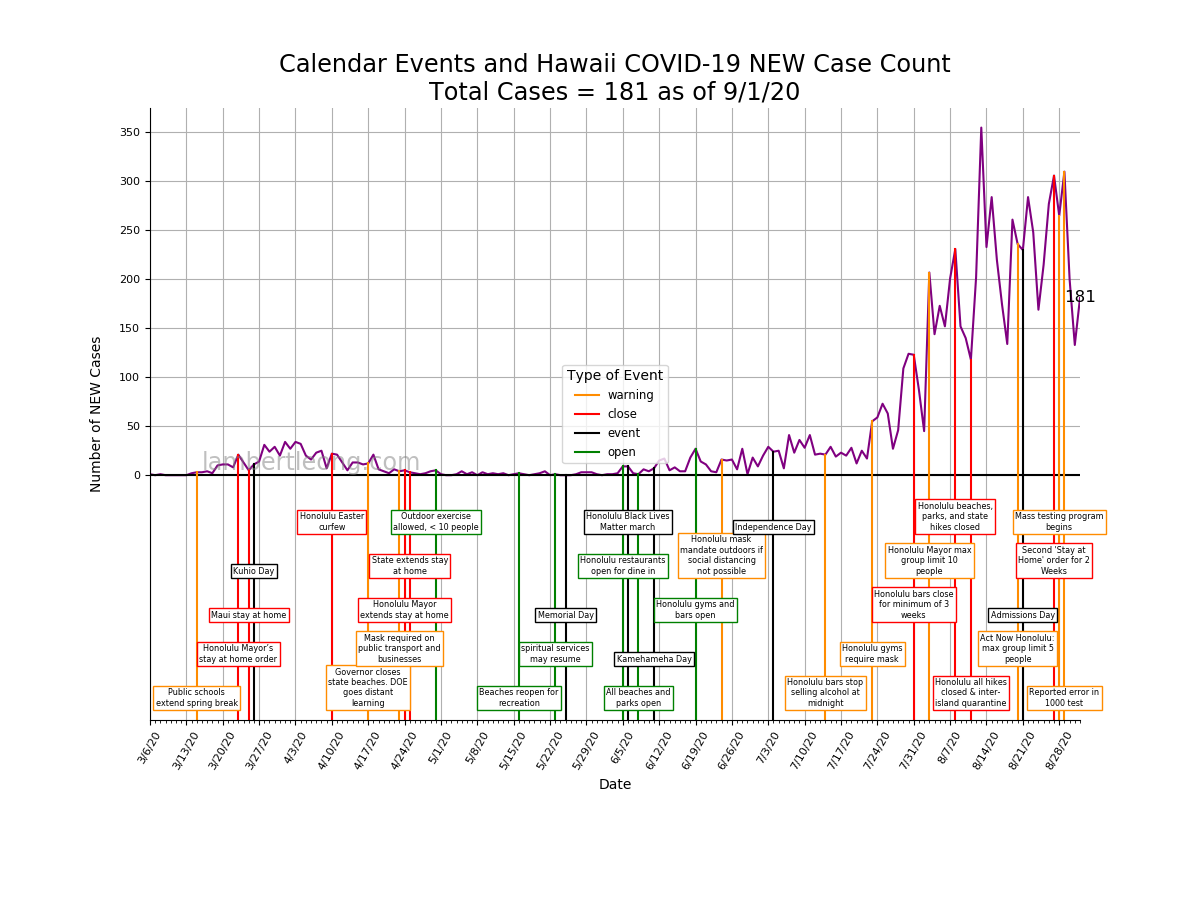 Calendar Events and Hawaii COVID-19 NEW Case Count
Total Cases = 181 as of 9/1/20
Number of NEW Cases
350
300
250
200
150
100
50
0
lambertleong.com
181
Type of Event
warning
close
event
open
Honolulu Easter
curfew
Outdoor exercise
allowed, < 10 people
Honolulu Black Lives
Matter march
Independence Day
Honolulu beaches,
parks, and state
hikes closed
Mass testing program
begins
Kuhio Day
State extends stay
at home
Honolulu restaurants
open for dine in
Honolulu mask
mandate outdoors if
social distancing
not possible
Honolulu Mayor max
group limit 10
people
Second 'Stay at
Home' order for 2
Weeks
Maui stay at home
Honolulu Mayor
extends stay at home
Memorial Day
Honolulu gyms and
bars open
Honolulu bars close
for minimum of 3
weeks
Admissions Day
Honolulu Mayor's
stay at home order
Mask required on
public transport and
businesses
spiritual services
may resume
Kamehameha Day
Honolulu gyms
require mask
Act Now Honolulu:
max group limit 5
people
Public schools
extend spring break
Governor closes
state beaches. DOE
goes distant
learning
Beaches reopen for
recreation
All beaches and
parks open
Honolulu bars stop
selling alcohol at
midnight
Honolulu all hikes
closed & inter-
island quarantine
Reported error in
1000 test
3/6/20
3/13/20
3/20/20
3/27/20
4/3/20
4/10/20
4/17/20
4/24/20
5/1/20
5/8/20
5/15/20
5/22/20
5/29/20
6/5/20
6/12/20
6/19/20
6/26/20
7/3/20
7/10/20
7/17/20
7/24/20
7/31/20
8/7/20
8/14/20
8/21/20
8/28/20
Date